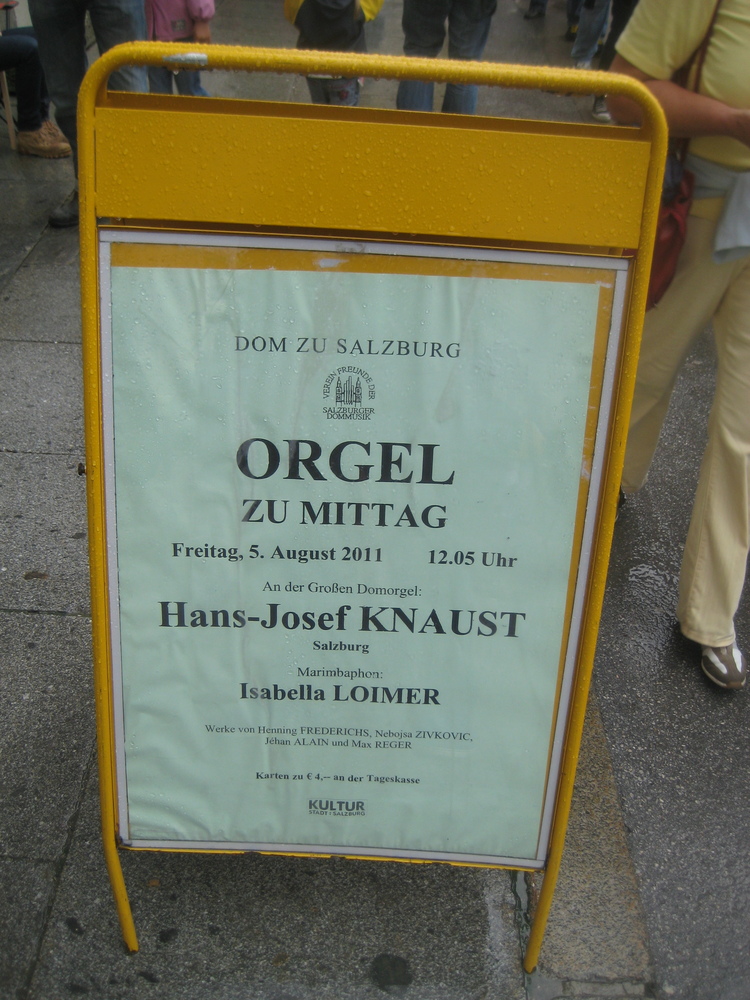 DOM ZU SALZBURG
VEREIN FREUNDE DER
SALZBURGER
DOMMUSIK
ORGEL
ZU MITTAG
Freitag, 5. August 2011 12.05 Uhr
An der Großen Domorgel:
Hans-Josef KNAUST
Salzburg
Marimbaphon:
Isabella LOIMER
Werke von Henning FREDERICHS, Nebojsa ZIVKOVIC,
Jéhan ALAIN und Max REGER
Karten zu € 4,-- an der Tageskasse
KULTUR
STADT : SALZBURG